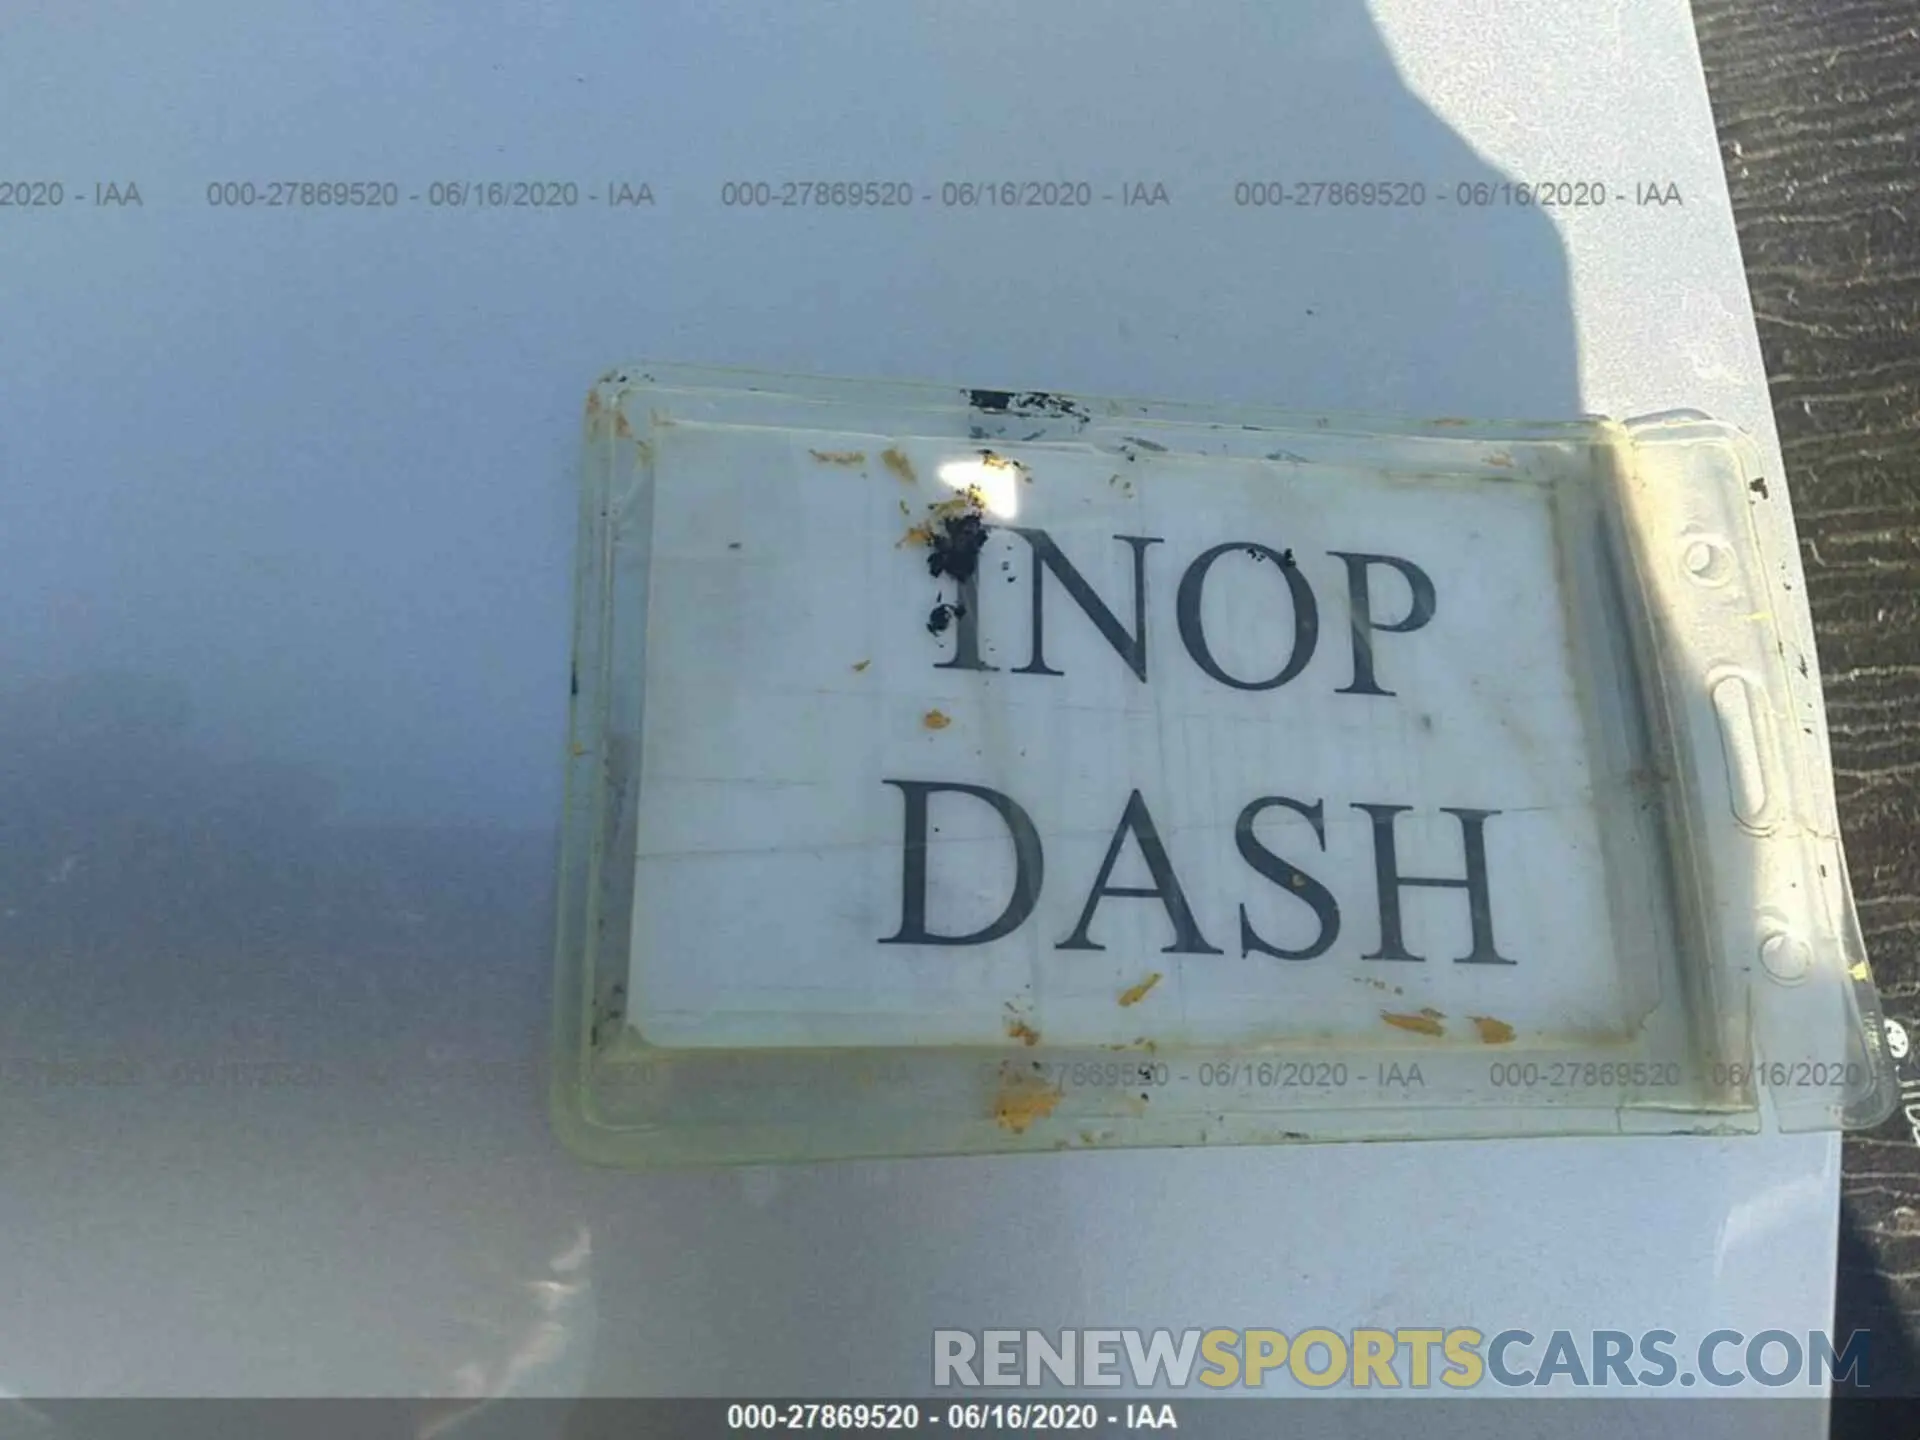 2020 - IAA 000-27869520 - 06/16/2020 - IAA 000-27869520 - 06/16/2020 - IAA 000-27869520 - 06/16/2020 - IAA
INOP
DASH
000-27869520 - 06/16/2020 - IAA 000-27869520 - 06/16/2020
RENEWSPORTSCARS.COM
000-27869520 - 06/16/2020 - IAA